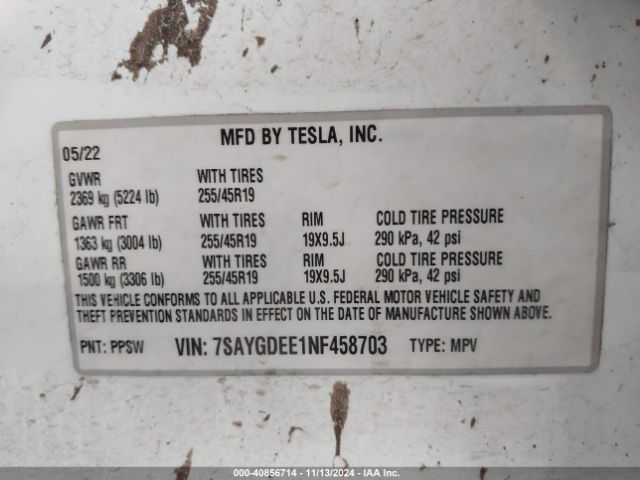 MFD BY TESLA, INC.
05/22
GVWR WITH TIRES
2369 kg (5224 lb) 255/45R19
GAWR FRT WITH TIRES RIM COLD TIRE PRESSURE
1363 kg (3004 lb) 255/45R19 19X9.5J 290 kPa, 42 psi
GAWR RR WITH TIRES RIM COLD TIRE PRESSURE
1500 kg (3306 lb) 255/45R19 19X9.5J 290 kPa, 42 psi
THIS VEHICLE CONFORMS TO ALL APPLICABLE U.S. FEDERAL MOTOR VEHICLE SAFETY AND
THEFT PREVENTION STANDARDS IN EFFECT ON THE DATE OF MANUFACTURE SHOWN ABOVE.
PNT: PPSW VIN: 7SAYGDEE1NF458703 TYPE: MPV
000-40856714 - 11/13/2024 - IAA Inc.